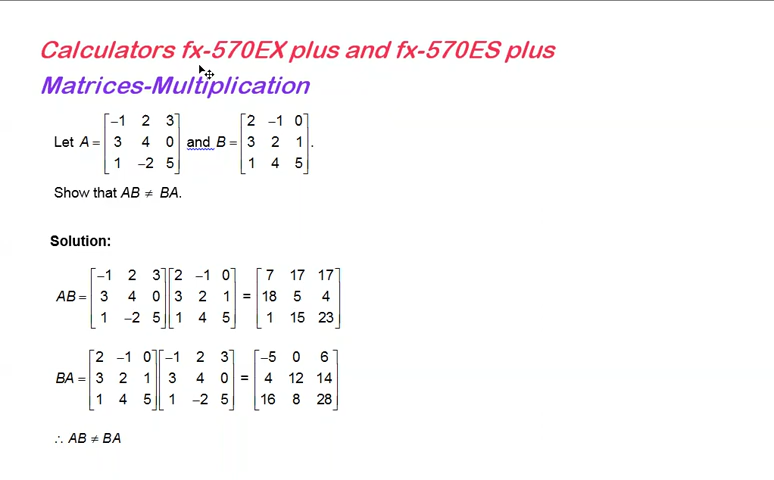 Calculators fx-570EX plus and fx-570ES plus
Matrices-Multiplication
Let A = [−1 2 3; 3 4 0; 1 −2 5] and B = [2 −1 0; 3 2 1; 1 4 5].
Show that AB ≠ BA.
Solution:
AB = [−1 2 3; 3 4 0; 1 −2 5] [2 −1 0; 3 2 1; 1 4 5] = [7 17 17; 18 5 4; 1 15 23]
BA = [2 −1 0; 3 2 1; 1 4 5] [−1 2 3; 3 4 0; 1 −2 5] = [−5 0 6; 4 12 14; 16 8 28]
∴ AB ≠ BA